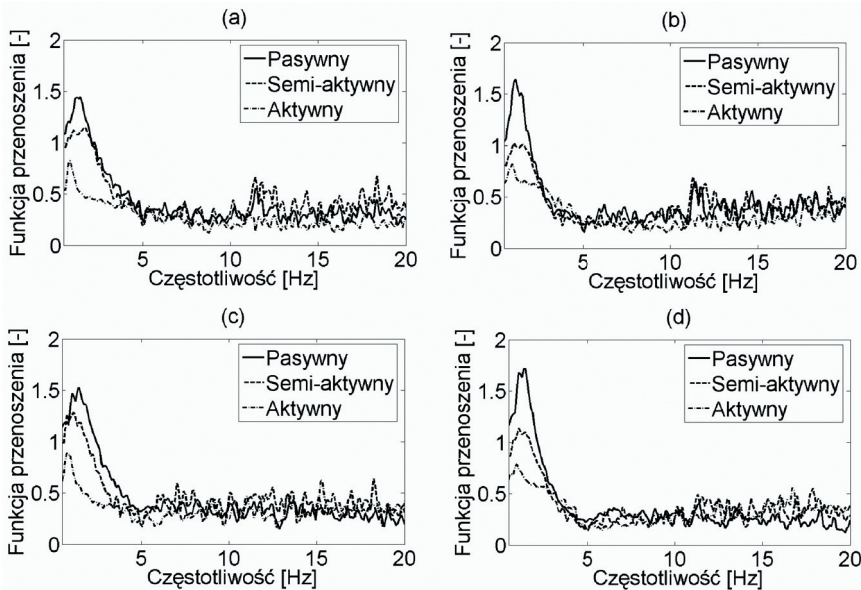 (a)
Funkcja przenoszenia [-]
2
1.5
1
0.5
0
Pasywny
Semi-aktywny
Aktywny
5
10
15
20
Częstotliwość [Hz]
(b)
Funkcja przenoszenia [-]
2
1.5
1
0.5
0
Pasywny
Semi-aktywny
Aktywny
5
10
15
20
Częstotliwość [Hz]
(c)
Funkcja przenoszenia [-]
2
1.5
1
0.5
0
Pasywny
Semi-aktywny
Aktywny
5
10
15
20
Częstotliwość [Hz]
(d)
Funkcja przenoszenia [-]
2
1.5
1
0.5
0
Pasywny
Semi-aktywny
Aktywny
5
10
15
20
Częstotliwość [Hz]